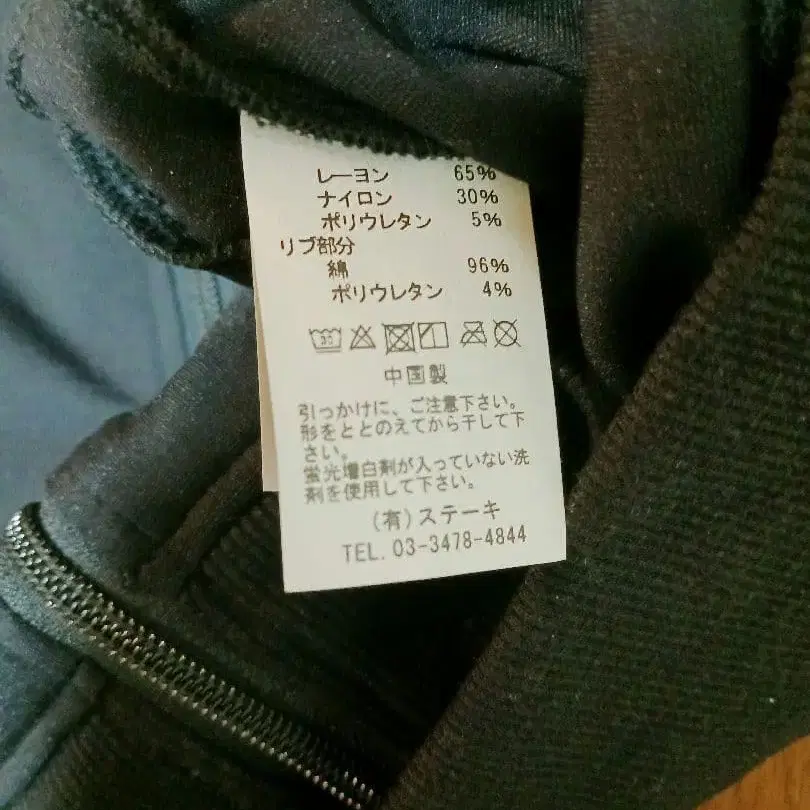 レーヨン 65%
ナイロン 30%
ポリウレタン 5%
リブ部分
綿 96%
ポリウレタン 4%
30
中国製
引っかけに、ご注意下さい。
形をととのえてから干して下
さい。
蛍光増白剤が入っていない洗
剤を使用して下さい。
(有)ステーキ
TEL. 03-3478-4844